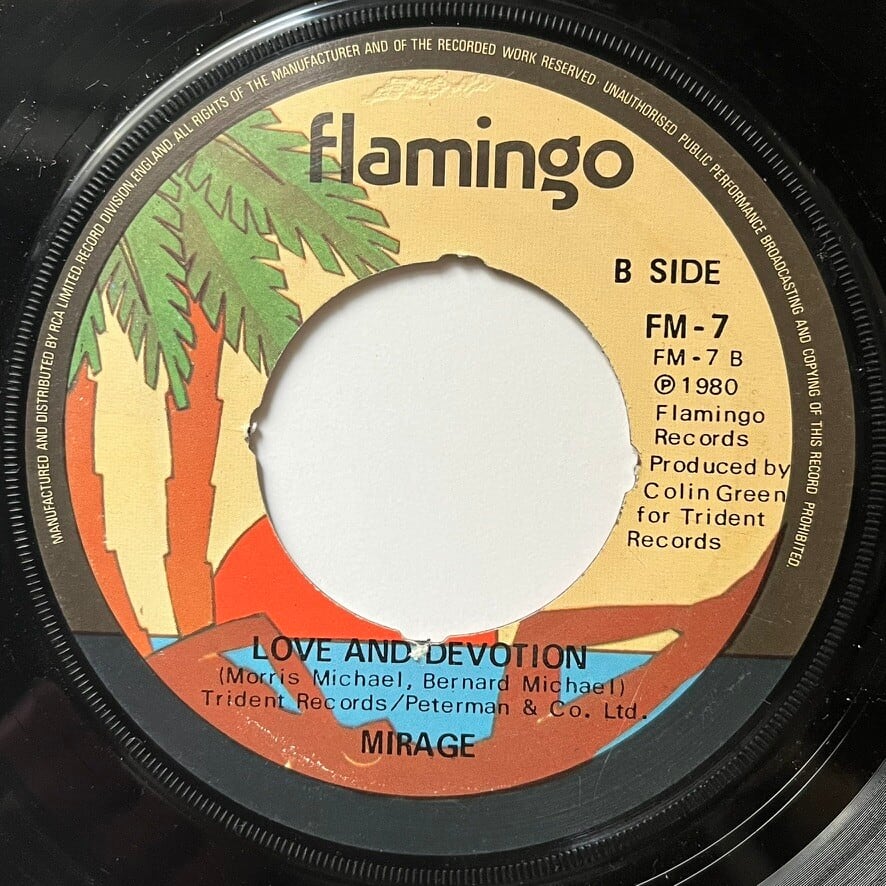 MANUFACTURED AND DISTRIBUTED BY RCA LIMITED, RECORD DIVISION, ENGLAND. ALL RIGHTS OF THE MANUFACTURER AND OF THE RECORDED WORK RESERVED · UNAUTHORISED PUBLIC PERFORMANCE BROADCASTING AND COPYING OF THIS RECORD PROHIBITED.
flamingo
B SIDE
FM-7
FM-7 B
℗ 1980
Flamingo
Records
Produced by
Colin Green
for Trident
Records
LOVE AND DEVOTION
(Morris Michael, Bernard Michael)
Trident Records/Peterman & Co. Ltd.
MIRAGE